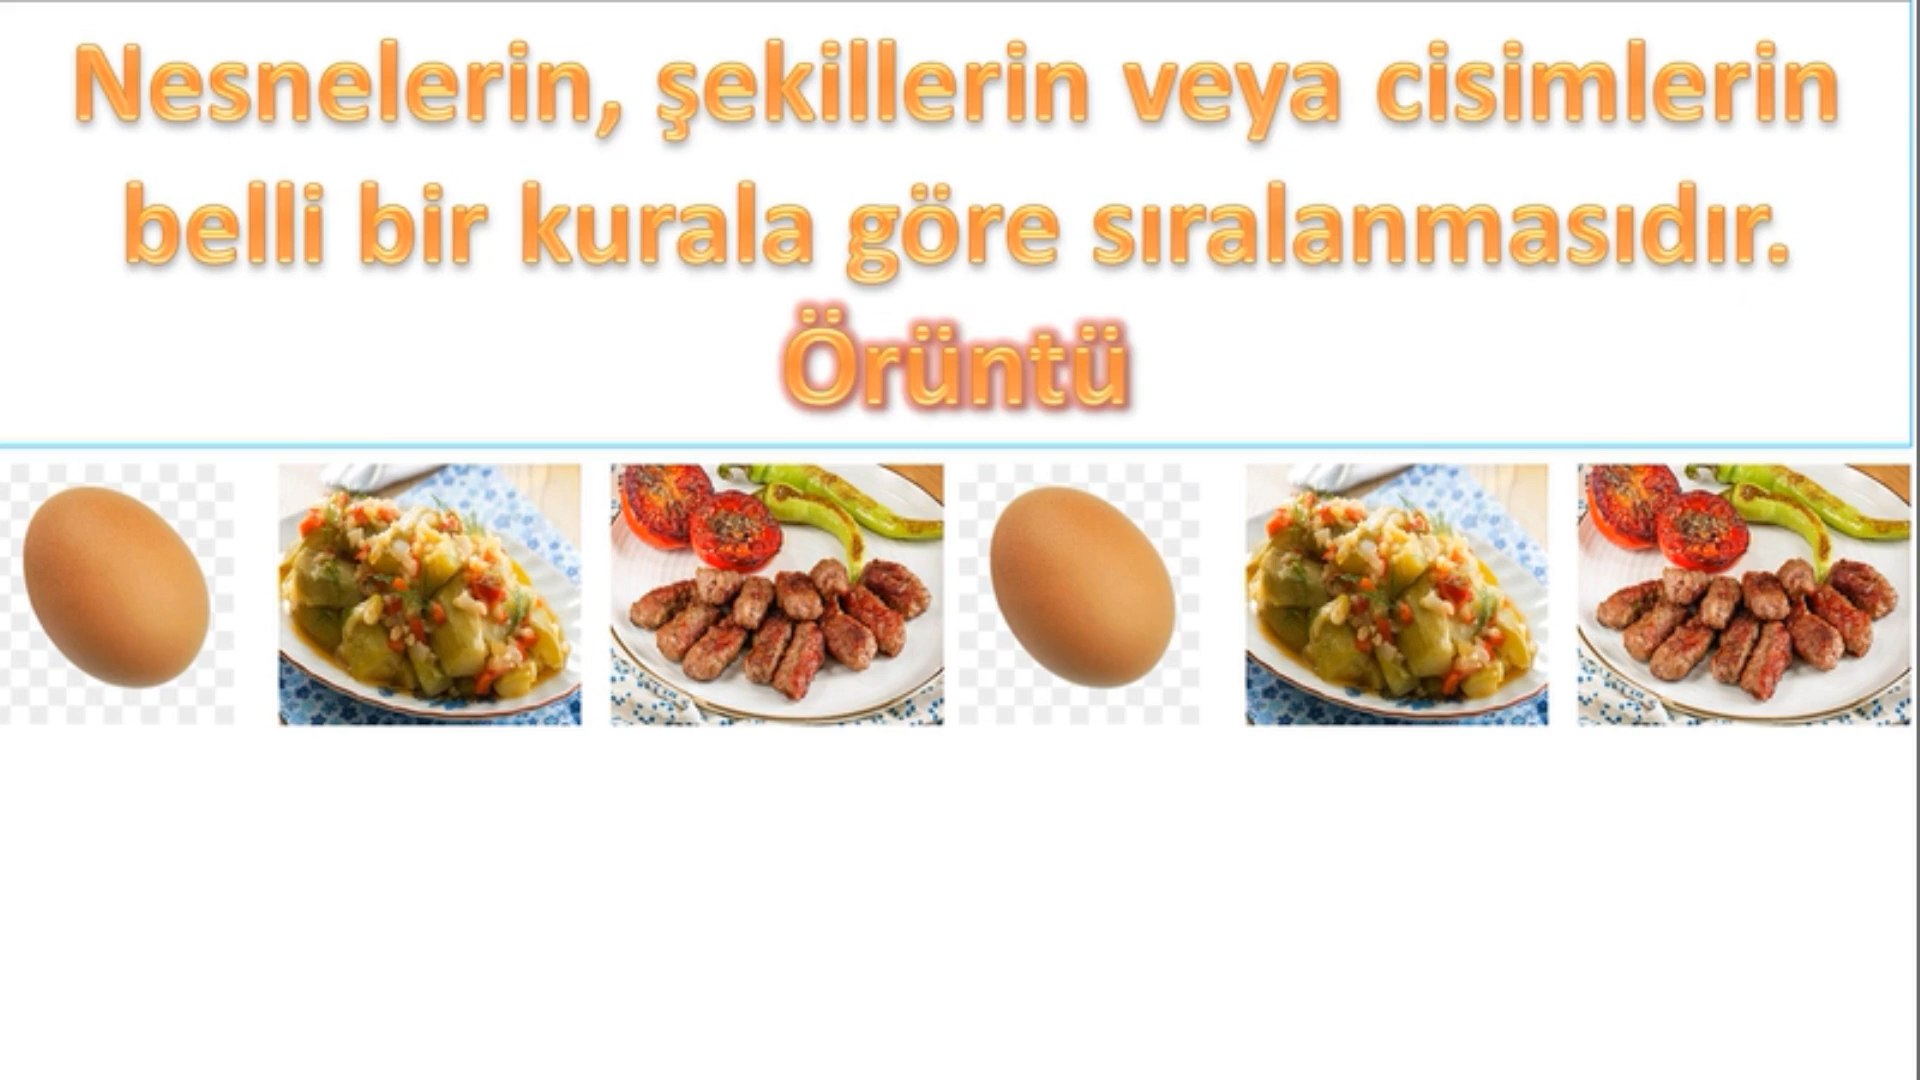 Nesnelerin, şekillerin veya cisimlerin
belli bir kurala göre sıralanmasıdır.
Örüntü